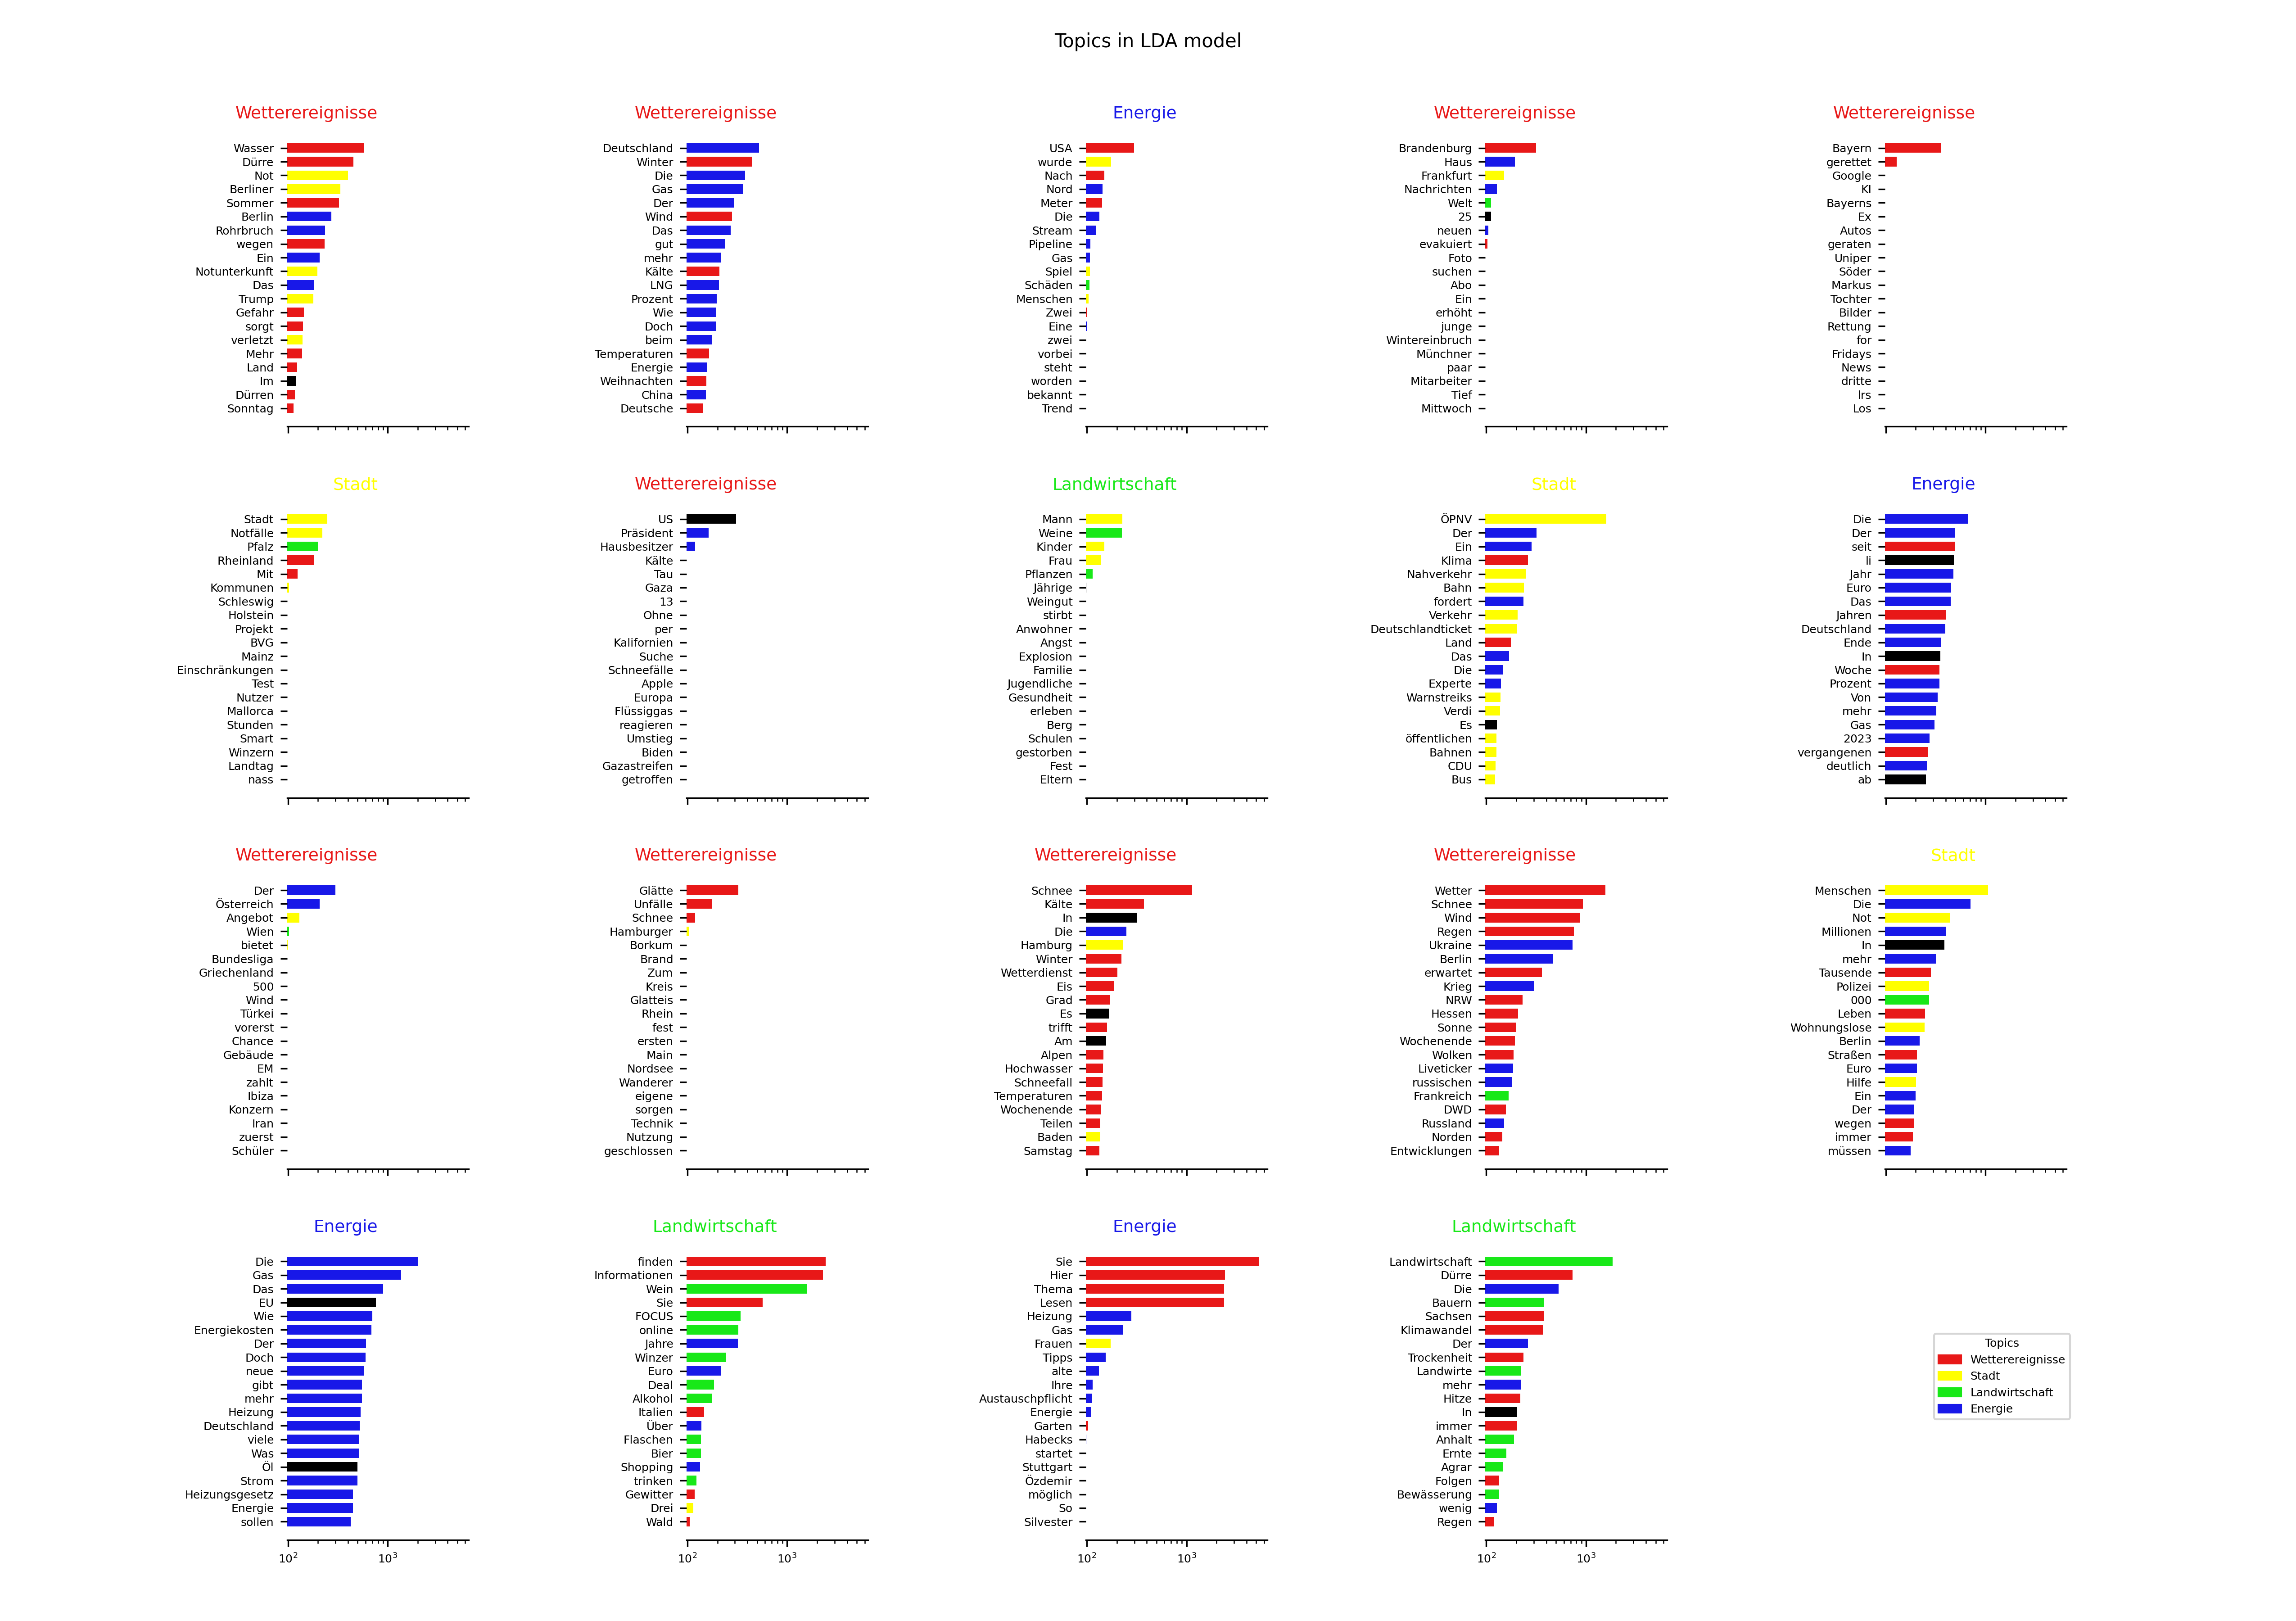 Topics in LDA model
Wetterereignisse
Wasser
Dürre
Not
Berliner
Sommer
Berlin
Rohrbruch
wegen
Ein
Notunterkunft
Das
Trump
Gefahr
sorgt
verletzt
Mehr
Land
Im
Dürren
Sonntag
Wetterereignisse
Deutschland
Winter
Die
Gas
Der
Wind
Das
gut
mehr
Kälte
LNG
Prozent
Wie
Doch
beim
Temperaturen
Energie
Weihnachten
China
Deutsche
Energie
USA
wurde
Nach
Nord
Meter
Die
Stream
Pipeline
Gas
Spiel
Schäden
Menschen
Zwei
Eine
zwei
vorbei
steht
worden
bekannt
Trend
Wetterereignisse
Brandenburg
Haus
Frankfurt
Nachrichten
Welt
25
neuen
evakuiert
Foto
suchen
Abo
Ein
erhöht
junge
Wintereinbruch
Münchner
paar
Mitarbeiter
Tief
Mittwoch
Wetterereignisse
Bayern
gerettet
Google
KI
Bayerns
Ex
Autos
geraten
Uniper
Söder
Markus
Tochter
Bilder
Rettung
for
Fridays
News
dritte
Irs
Los
Stadt
Stadt
Notfälle
Pfalz
Rheinland
Mit
Kommunen
Schleswig
Holstein
Projekt
BVG
Mainz
Einschränkungen
Test
Nutzer
Mallorca
Stunden
Smart
Winzern
Landtag
nass
Wetterereignisse
US
Präsident
Hausbesitzer
Kälte
Tau
Gaza
13
Ohne
per
Kalifornien
Suche
Schneefälle
Apple
Europa
Flüssiggas
reagieren
Umstieg
Biden
Gazastreifen
getroffen
Landwirtschaft
Mann
Weine
Kinder
Frau
Pflanzen
Jährige
Weingut
stirbt
Anwohner
Angst
Explosion
Familie
Jugendliche
Gesundheit
erleben
Berg
Schulen
gestorben
Fest
Eltern
Stadt
ÖPNV
Der
Ein
Klima
Nahverkehr
Bahn
fordert
Verkehr
Deutschlandticket
Land
Das
Die
Experte
Warnstreiks
Verdi
Es
öffentlichen
Bahnen
CDU
Bus
Energie
Die
Der
seit
li
Jahr
Euro
Das
Jahren
Deutschland
Ende
In
Woche
Prozent
Von
mehr
Gas
2023
vergangenen
deutlich
ab
Wetterereignisse
Der
Österreich
Angebot
Wien
bietet
Bundesliga
Griechenland
500
Wind
Türkei
vorerst
Chance
Gebäude
EM
zahlt
Ibiza
Konzern
Iran
zuerst
Schüler
Wetterereignisse
Glätte
Unfälle
Schnee
Hamburger
Borkum
Brand
Zum
Kreis
Glatteis
Rhein
fest
ersten
Main
Nordsee
Wanderer
eigene
sorgen
Technik
Nutzung
geschlossen
Wetterereignisse
Schnee
Kälte
In
Die
Hamburg
Winter
Wetterdienst
Eis
Grad
Es
trifft
Am
Alpen
Hochwasser
Schneefall
Temperaturen
Wochenende
Teilen
Baden
Samstag
Wetterereignisse
Wetter
Schnee
Wind
Regen
Ukraine
Berlin
erwartet
Krieg
NRW
Hessen
Sonne
Wochenende
Wolken
Liveticker
russischen
Frankreich
DWD
Russland
Norden
Entwicklungen
Stadt
Menschen
Die
Not
Millionen
In
mehr
Tausende
Polizei
000
Leben
Wohnungslose
Berlin
Straßen
Euro
Hilfe
Ein
Der
wegen
immer
müssen
Energie
Die
Gas
Das
EU
Wie
Energiekosten
Der
Doch
neue
gibt
mehr
Heizung
Deutschland
viele
Was
Öl
Strom
Heizungsgesetz
Energie
sollen
10² 10³
Landwirtschaft
finden
Informationen
Wein
Sie
FOCUS
online
Jahre
Winzer
Euro
Deal
Alkohol
Italien
Über
Flaschen
Bier
Shopping
trinken
Gewitter
Drei
Wald
10² 10³
Energie
Sie
Hier
Thema
Lesen
Heizung
Gas
Frauen
Tipps
alte
Ihre
Austauschpflicht
Energie
Garten
Habecks
startet
Stuttgart
Özdemir
möglich
So
Silvester
10² 10³
Landwirtschaft
Landwirtschaft
Dürre
Die
Bauern
Sachsen
Klimawandel
Der
Trockenheit
Landwirte
mehr
Hitze
In
immer
Anhalt
Ernte
Agrar
Folgen
Bewässerung
wenig
Regen
10² 10³
Topics
Wetterereignisse
Stadt
Landwirtschaft
Energie